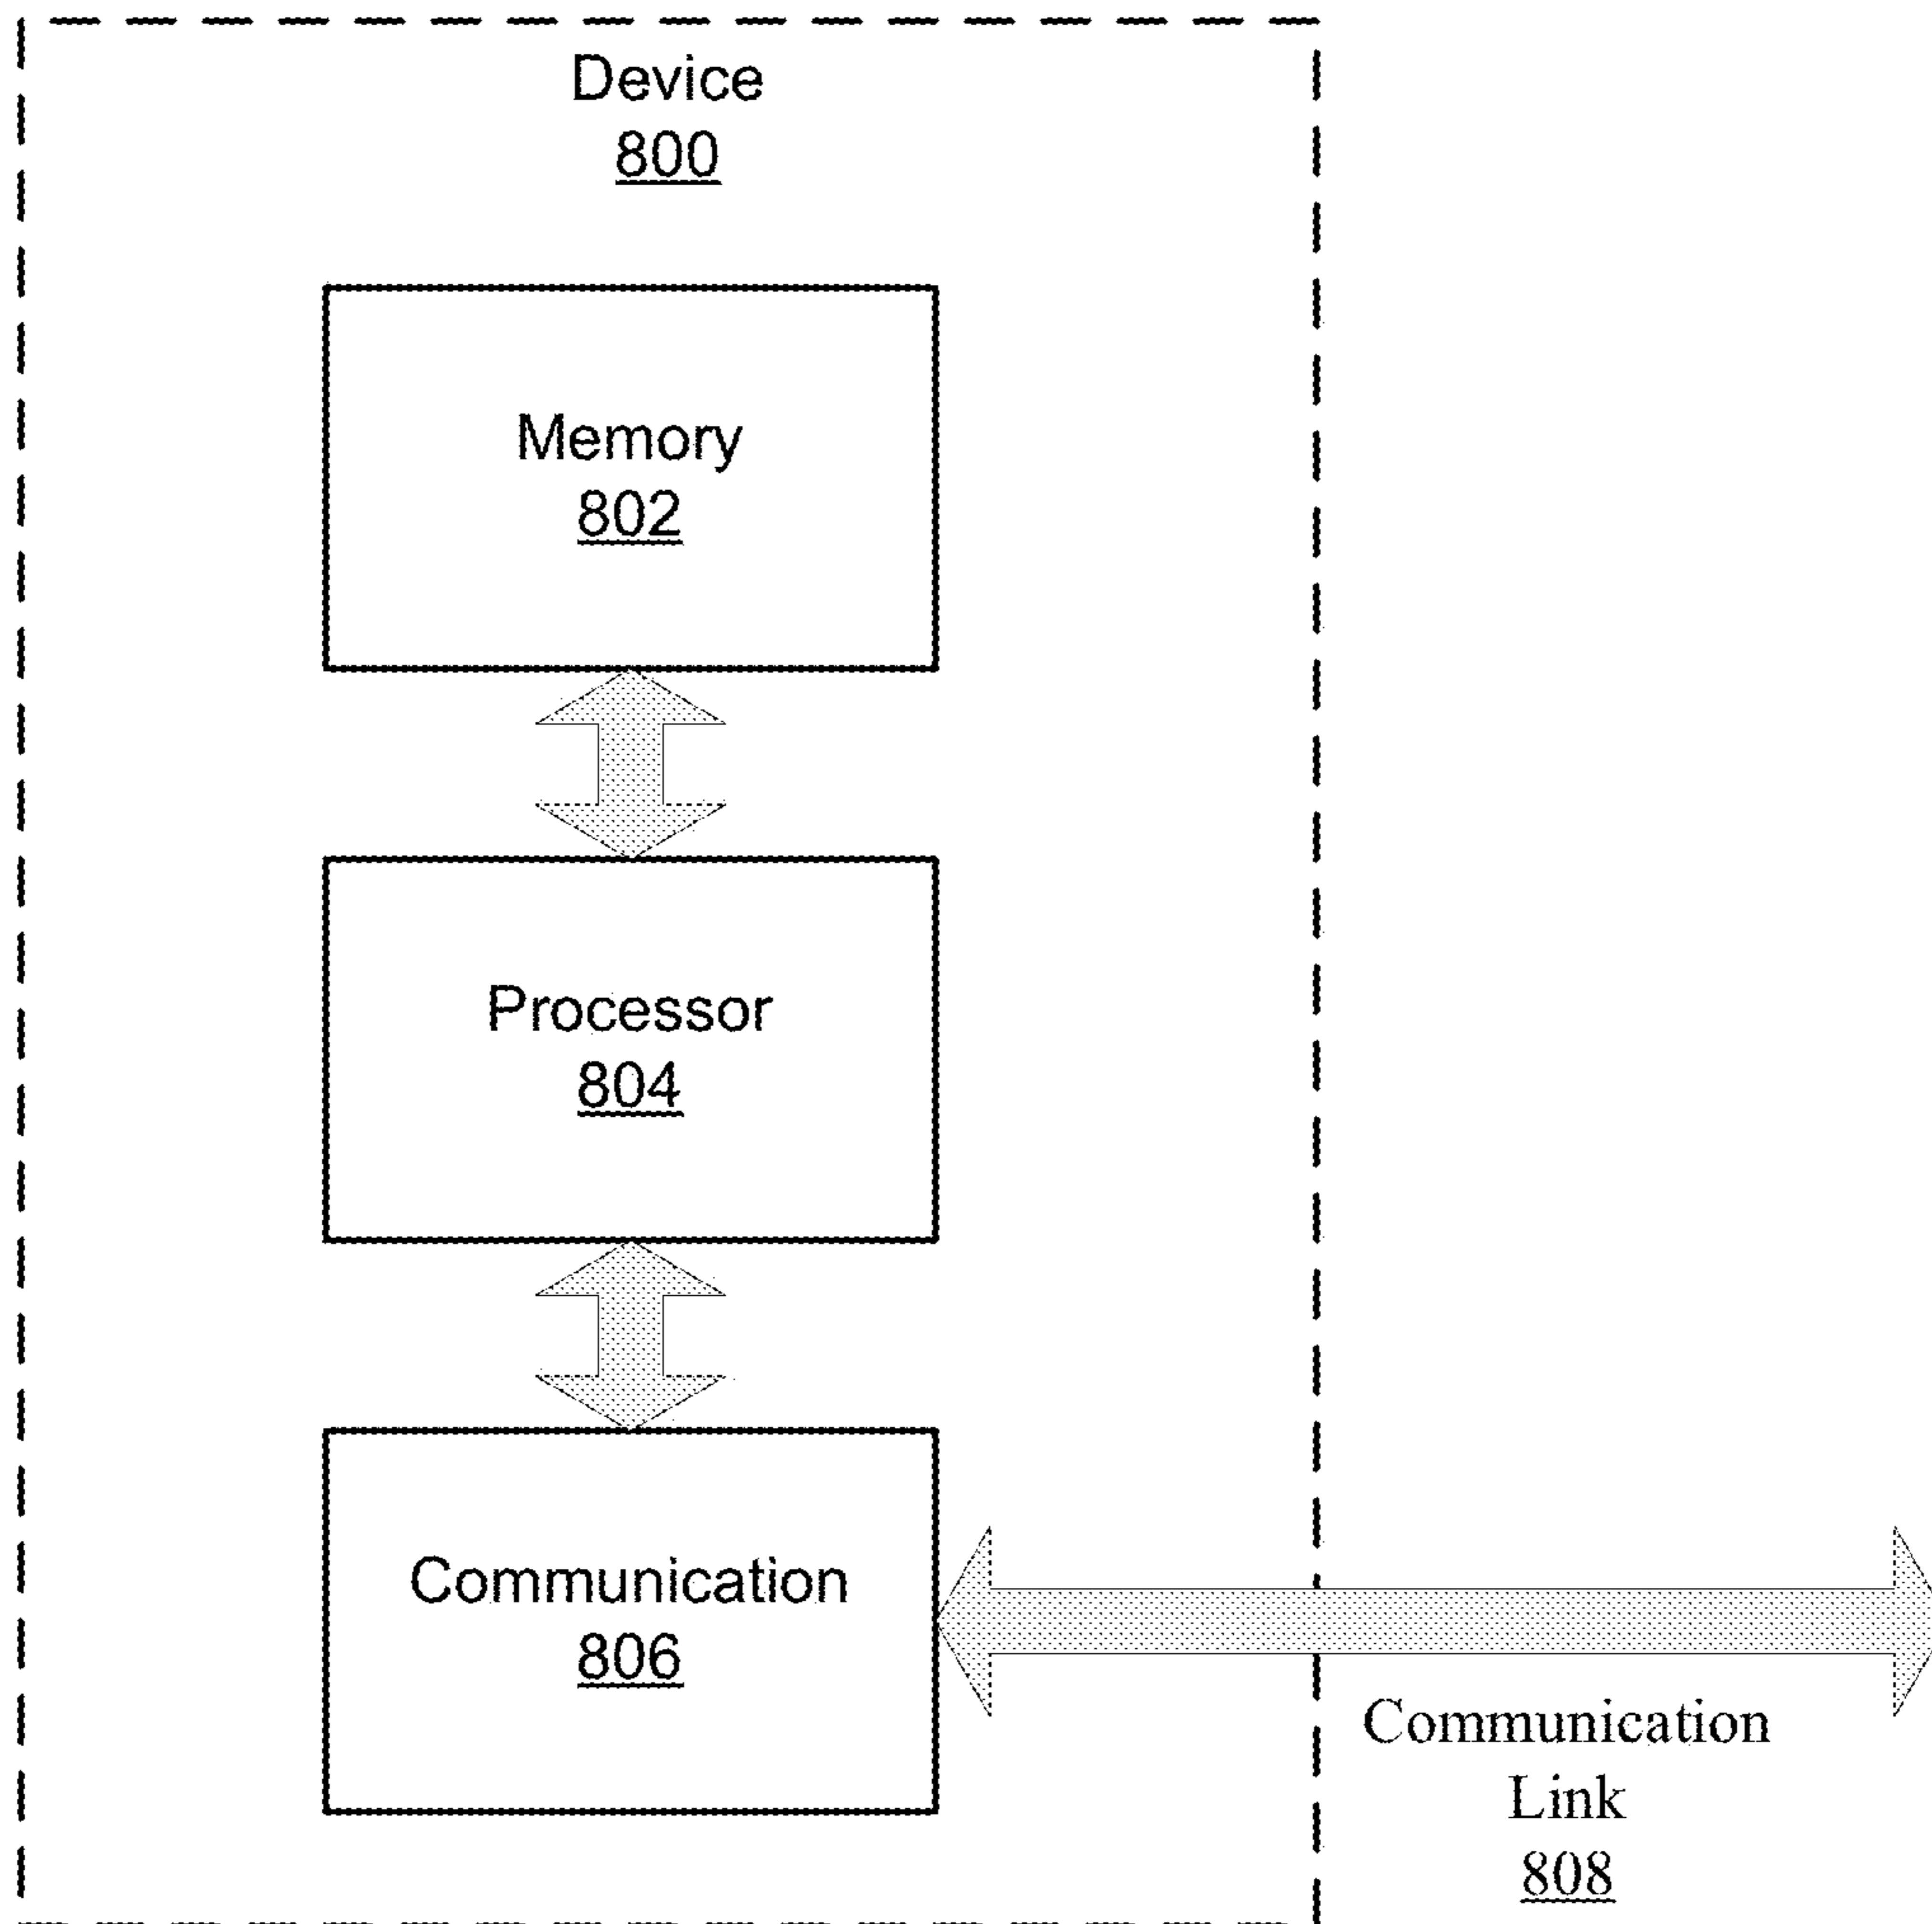 Device
800
Memory
802
Processor
804
Communication
806
Communication
Link
808